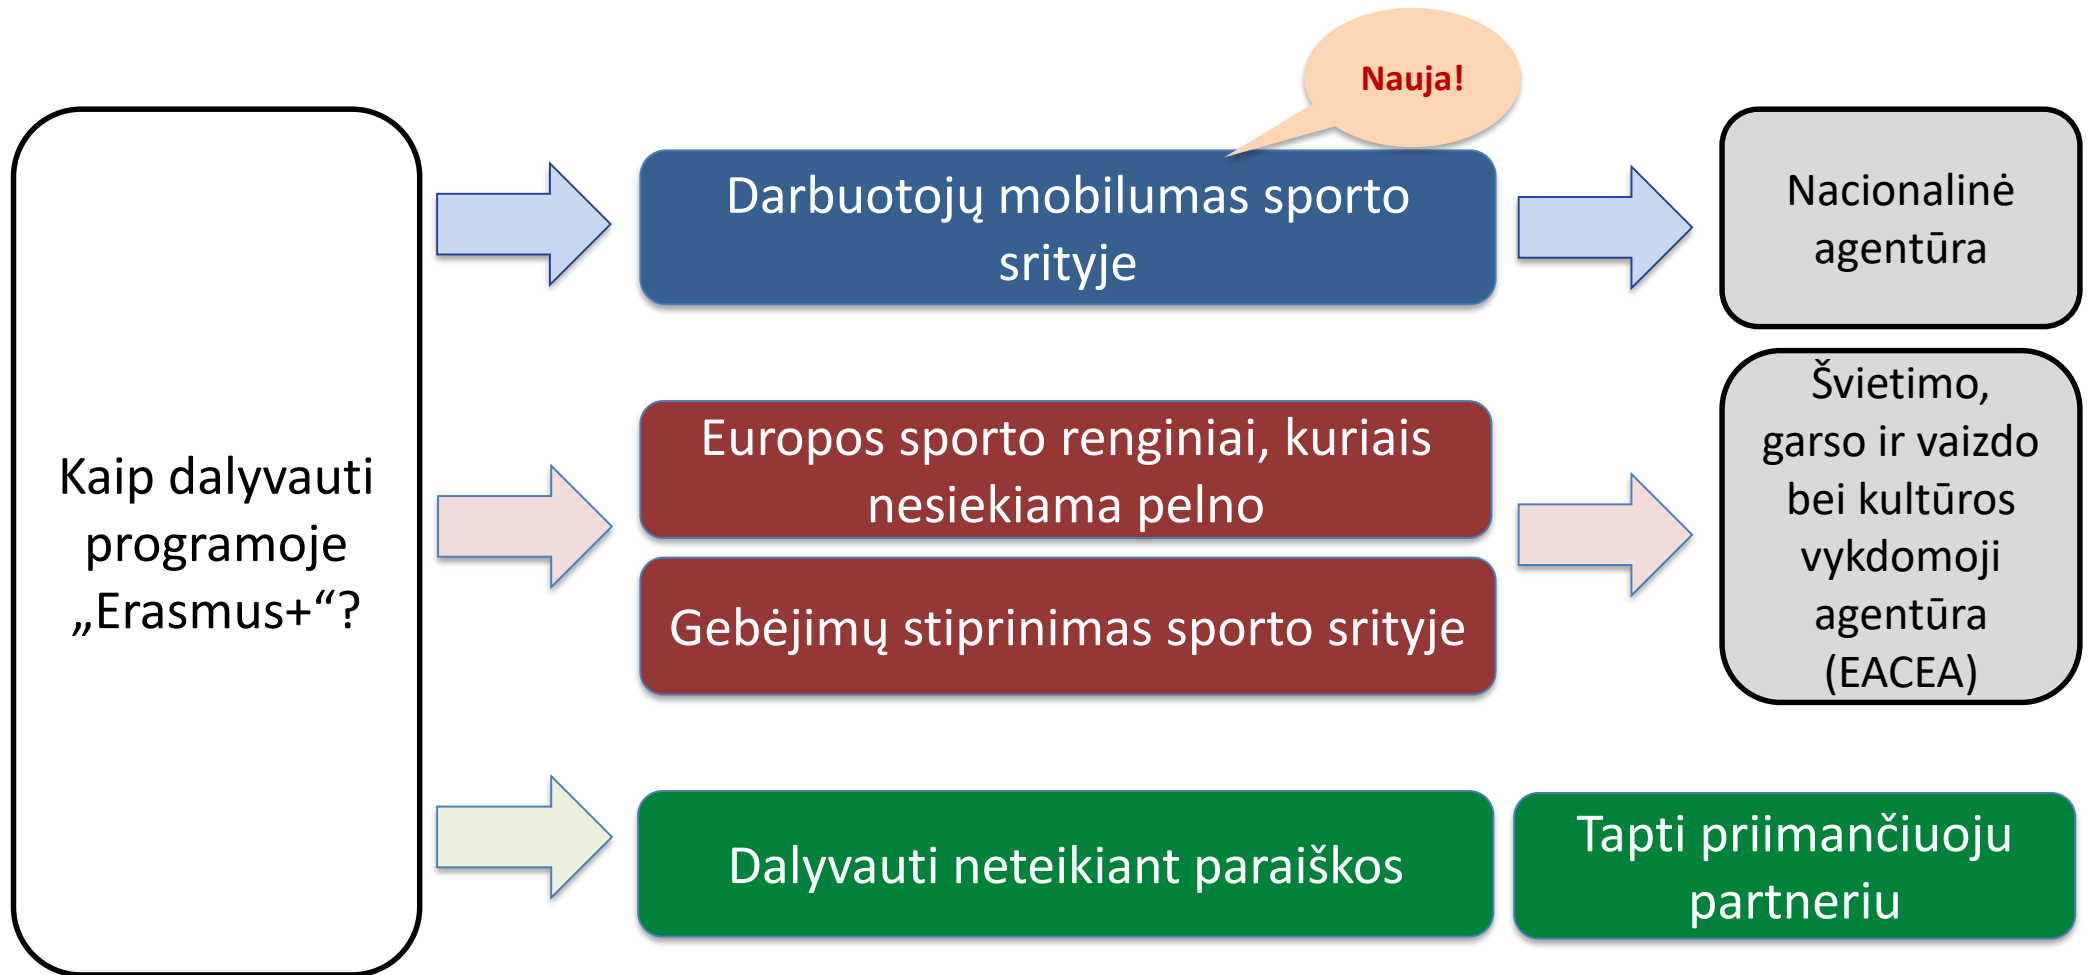 Nauja!
Kaip dalyvauti
programoje
„Erasmus+“?
Darbuotojų mobilumas sporto
srityje
Nacionalinė
agentūra
Europos sporto renginiai, kuriais
nesiekiama pelno
Gebėjimų stiprinimas sporto srityje
Švietimo,
garso ir vaizdo
bei kultūros
vykdomoji
agentūra
(EACEA)
Dalyvauti neteikiant paraiškos
Tapti priimančiuoju
partneriu